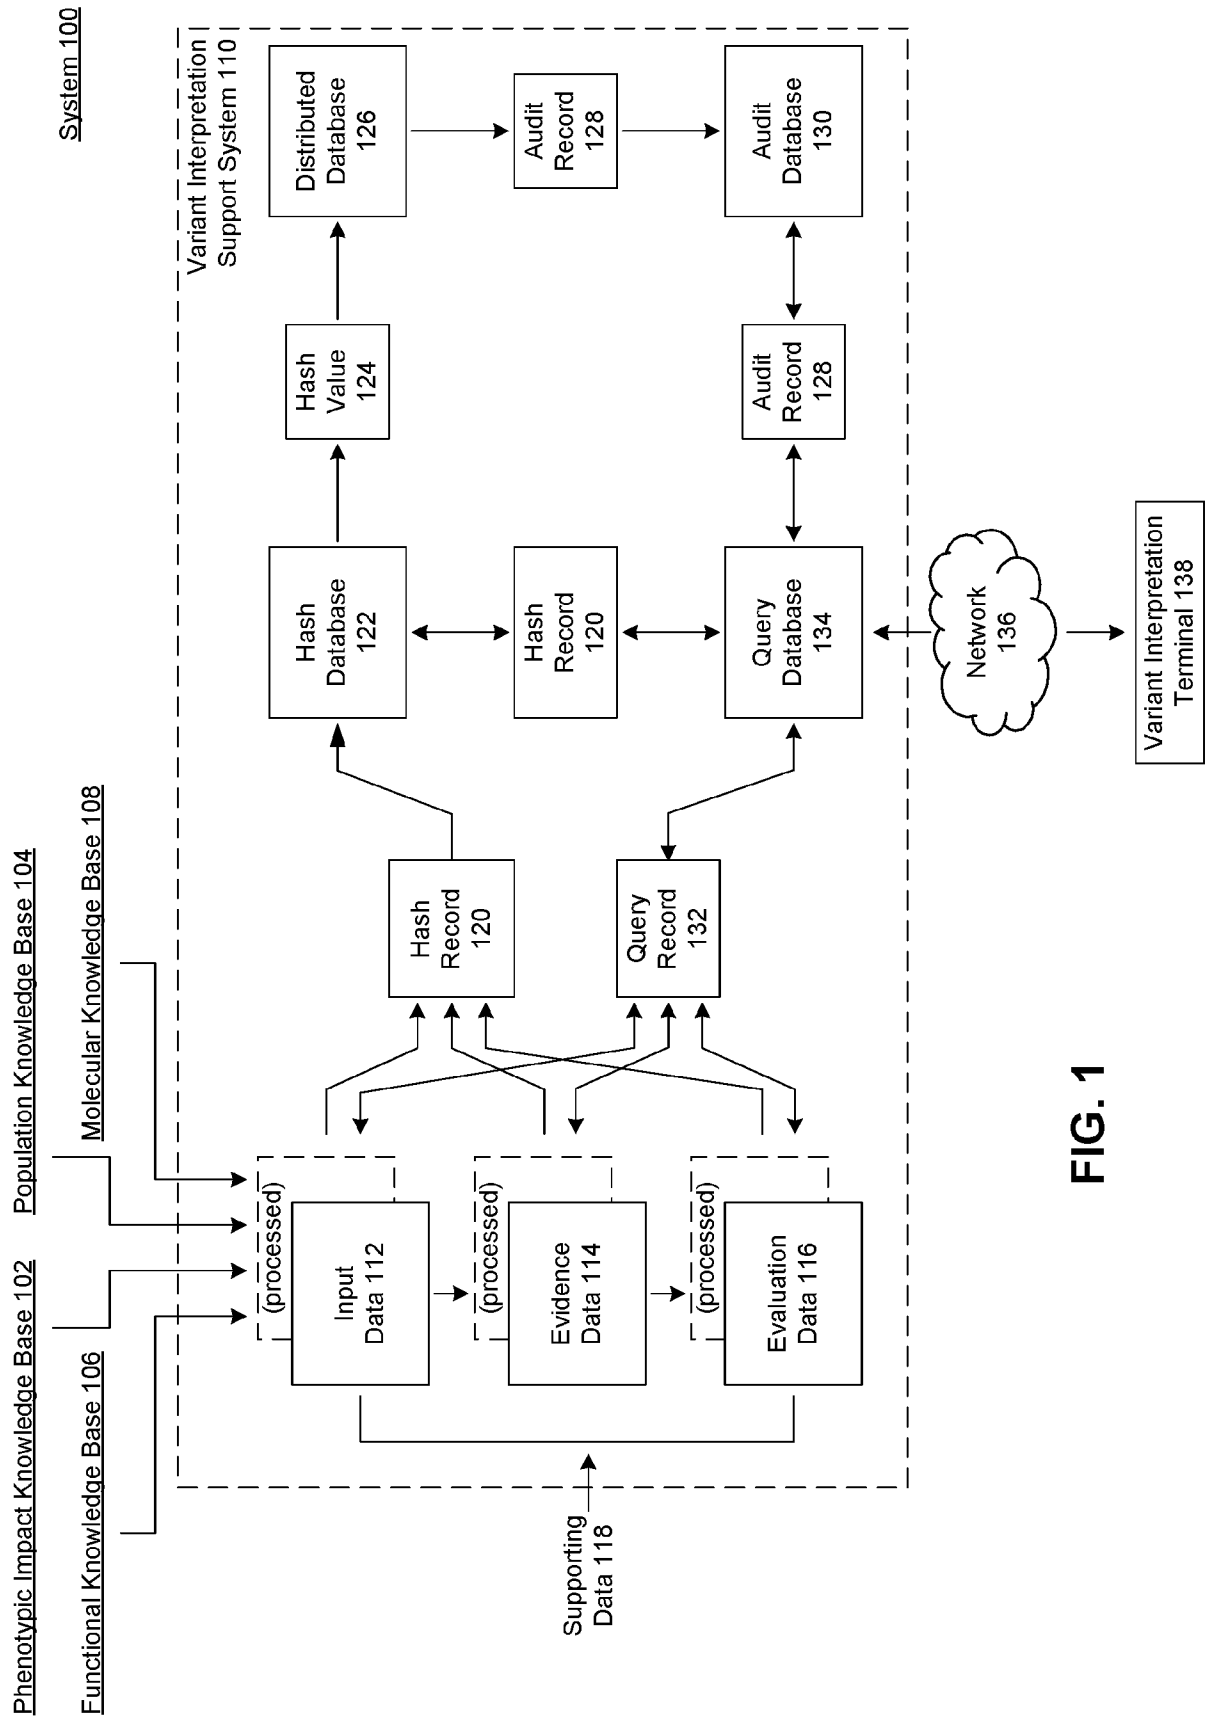 System 100
Phenotypic Impact Knowledge Base 102
Population Knowledge Base 104
Functional Knowledge Base 106
Molecular Knowledge Base 108
Variant Interpretation
Support System 110
(processed)
Input
Data 112
(processed)
Evidence
Data 114
(processed)
Evaluation
Data 116
Supporting
Data 118
Hash
Record
120
Query
Record
132
Hash
Database
122
Hash
Record
120
Query
Database
134
Hash
Value
124
Audit
Record
128
Distributed
Database
126
Audit
Record
128
Audit
Database
130
Network
136
Variant Interpretation
Terminal 138
FIG. 1